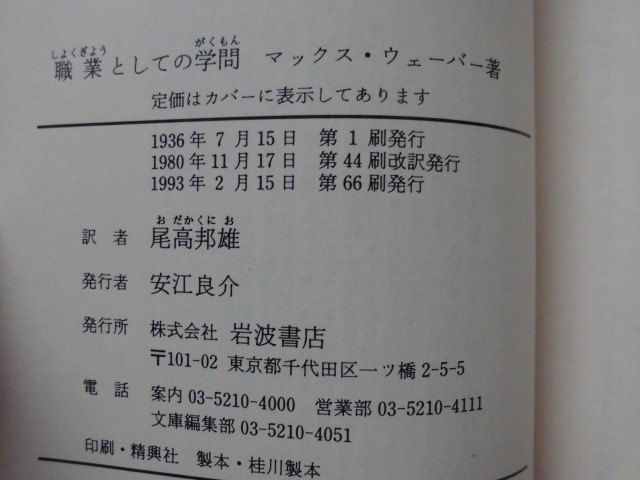 しよくぎよう　がくもん
職業としての学問　マックス・ウェーバー著
定価はカバーに表示してあります
1936年 7月15日　第 1 刷発行
1980年11月17日　第44刷改訳発行
1993年 2月15日　第66刷発行
おだかくにお
訳者　尾高邦雄
発行者　安江良介
発行所　株式会社 岩波書店
〒101-02 東京都千代田区一ツ橋2-5-5
電話　案内 03-5210-4000　営業部 03-5210-4111
文庫編集部 03-5210-4051
印刷・精興社　製本・桂川製本